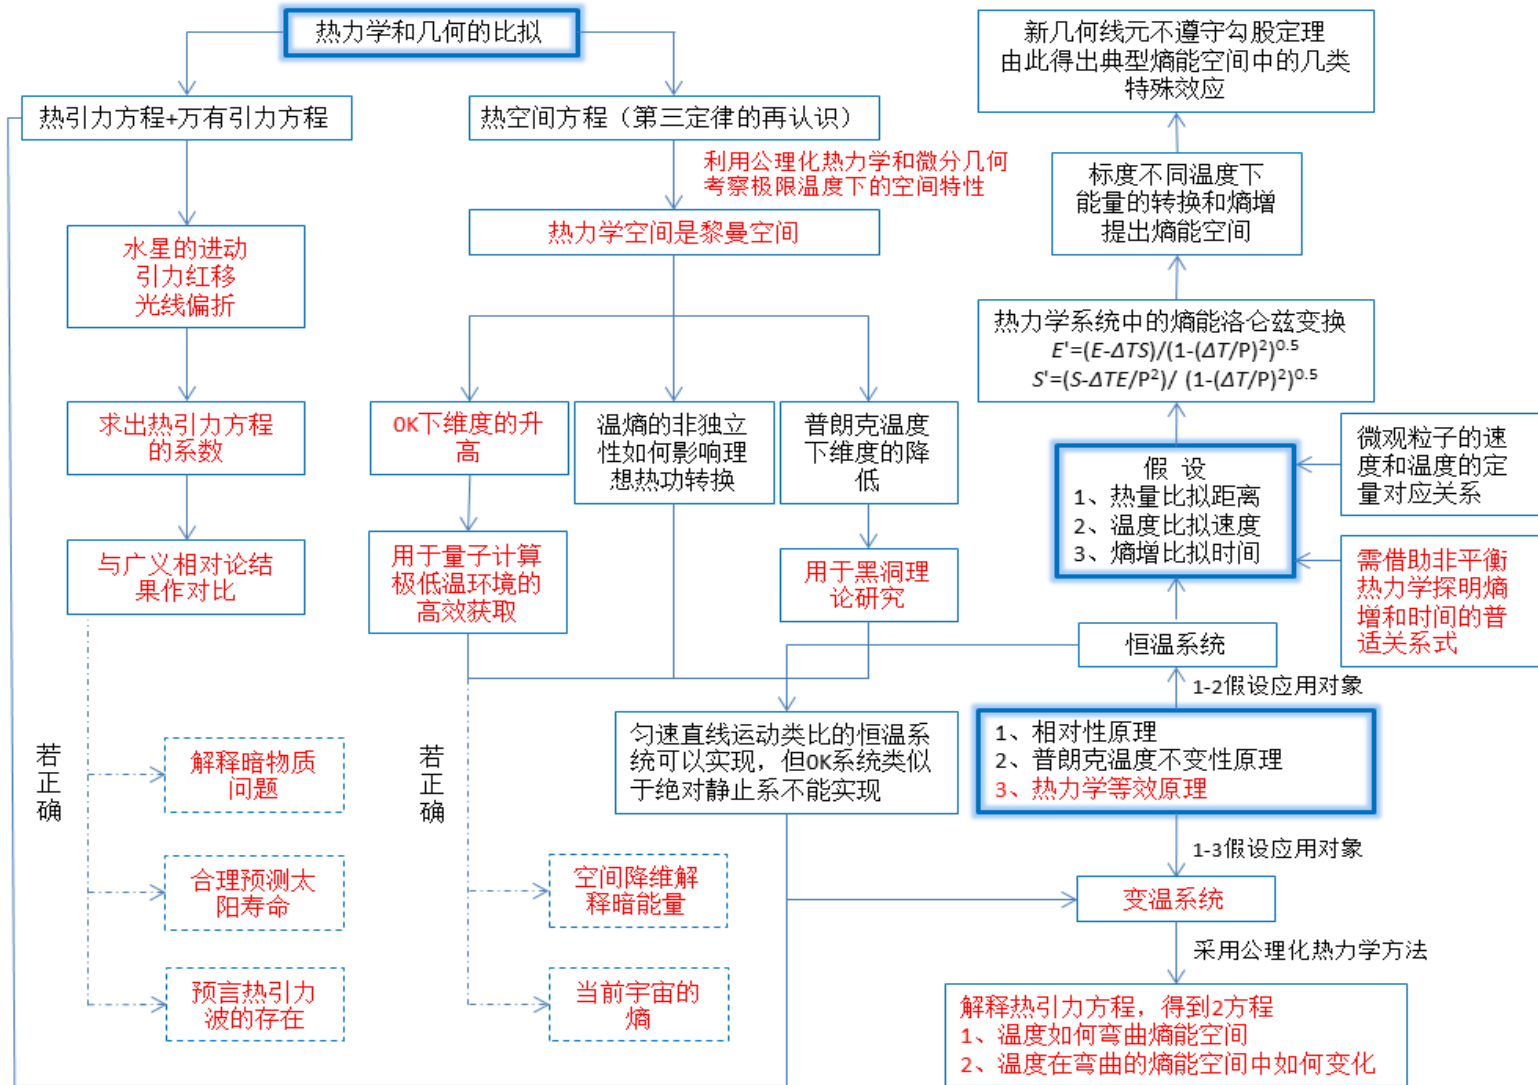 热力学和几何的比拟
热引力方程+万有引力方程
热空间方程（第三定律的再认识）
利用公理化热力学和微分几何
考察极限温度下的空间特性
水星的进动
引力红移
光线偏折
热力学空间是黎曼空间
求出热引力方程
的系数
0K下维度的升
高
温熵的非独立
性如何影响理
想热功转换
普朗克温度
下维度的降
低
与广义相对论结
果作对比
用于量子计算
极低温环境的
高效获取
用于黑洞理
论研究
若
正
确
解释暗物质
问题
合理预测太
阳寿命
预言热引力
波的存在
若
正
确
空间降维解
释暗能量
当前宇宙的
熵
匀速直线运动类比的恒温系
统可以实现，但0K系统类似
于绝对静止系不能实现
新几何线元不遵守勾股定理
由此得出典型熵能空间中的几类
特殊效应
标度不同温度下
能量的转换和熵增
提出熵能空间
热力学系统中的熵能洛仑兹变换
E'=(E-ΔTS)/(1-(ΔT/P)²)^0.5
S'=(S-ΔTE/P²)/ (1-(ΔT/P)²)^0.5
假 设
1、热量比拟距离
2、温度比拟速度
3、熵增比拟时间
微观粒子的速
度和温度的定
量对应关系
需借助非平衡
热力学探明熵
增和时间的普
适关系式
恒温系统
1-2假设应用对象
1、相对性原理
2、普朗克温度不变性原理
3、热力学等效原理
1-3假设应用对象
变温系统
采用公理化热力学方法
解释热引力方程，得到2方程
1、温度如何弯曲熵能空间
2、温度在弯曲的熵能空间中如何变化